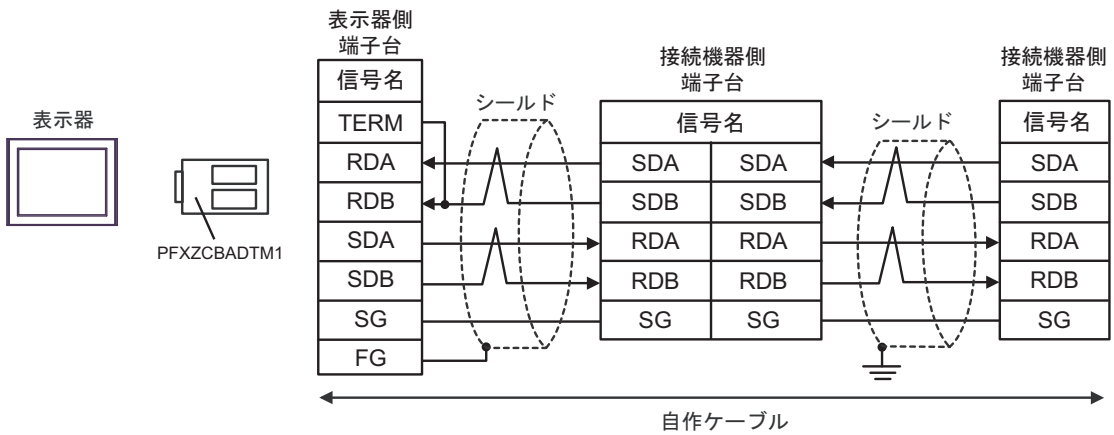 表示器
PFXZCBADTM1
表示器側
端子台
信号名
TERM
RDA
RDB
SDA
SDB
SG
FG
シールド
接続機器側
端子台
信号名
SDA SDA
SDB SDB
RDA RDA
RDB RDB
SG SG
シールド
接続機器側
端子台
信号名
SDA
SDB
RDA
RDB
SG
自作ケーブル